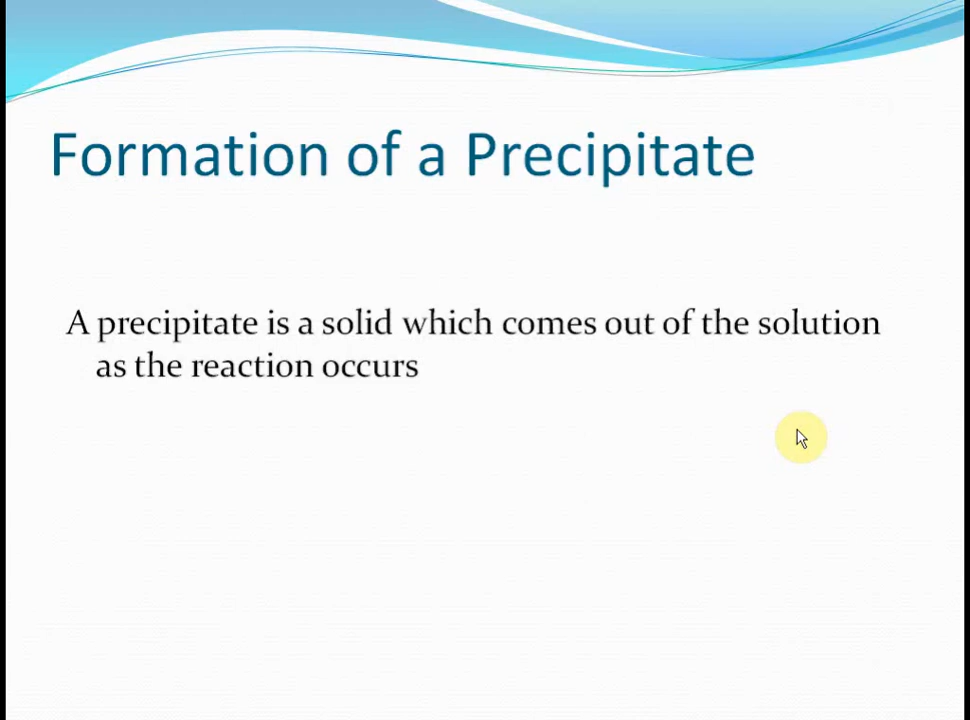 Formation of a Precipitate
A precipitate is a solid which comes out of the solution
as the reaction occurs